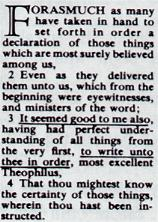 FORASMUCH as many
have taken in hand to
set forth in order a
declaration of those things
which are most surely believed
among us,
2 Even as they delivered
them unto us, which from the
beginning were eyewitnesses,
and ministers of the word;
3 It seemed good to me also,
having had perfect under-
standing of all things from
the very first, to write unto
thee in order, most excellent
Theophilus,
4 That thou mightest know
the certainty of those things,
wherein thou hast been in-
structed.